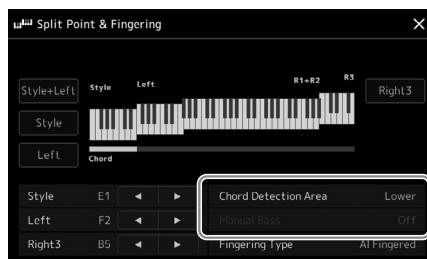 Split Point & Fingering
Style+Left
Style
Left
Style
Left
R1+R2
R3
Chord
Right3
Style E1
Left F2
Right3 B5
Chord Detection Area Lower
Manual Bass Off
Fingering Type AI Fingered